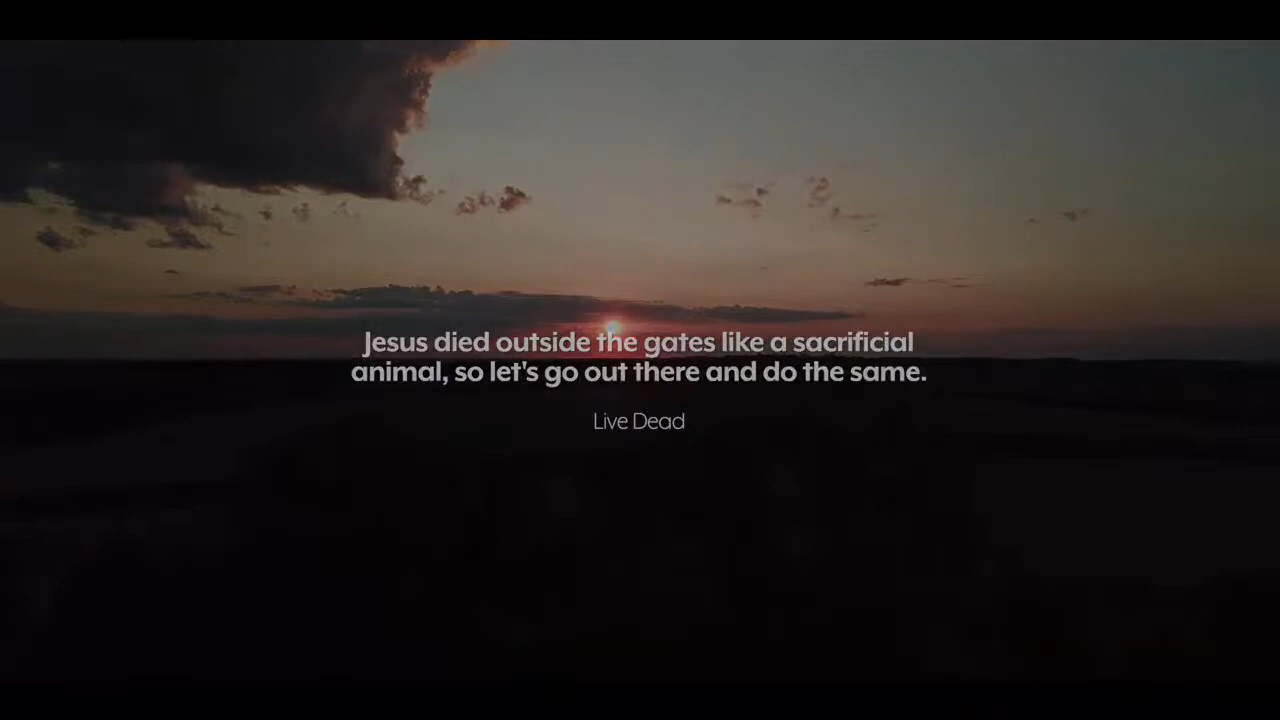 Jesus died outside the gates like a sacrificial
animal, so let's go out there and do the same.
Live Dead